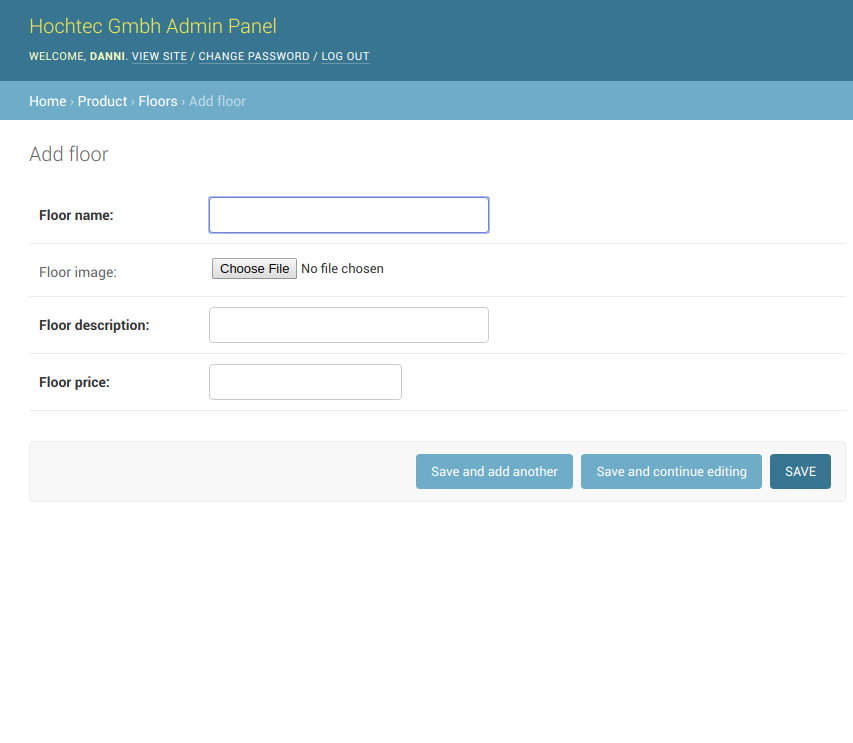 Hochtec Gmbh Admin Panel
WELCOME, DANNI. VIEW SITE / CHANGE PASSWORD / LOG OUT
Home › Product › Floors › Add floor
Add floor
Floor name:
Floor image: Choose File No file chosen
Floor description:
Floor price:
Save and add another Save and continue editing SAVE